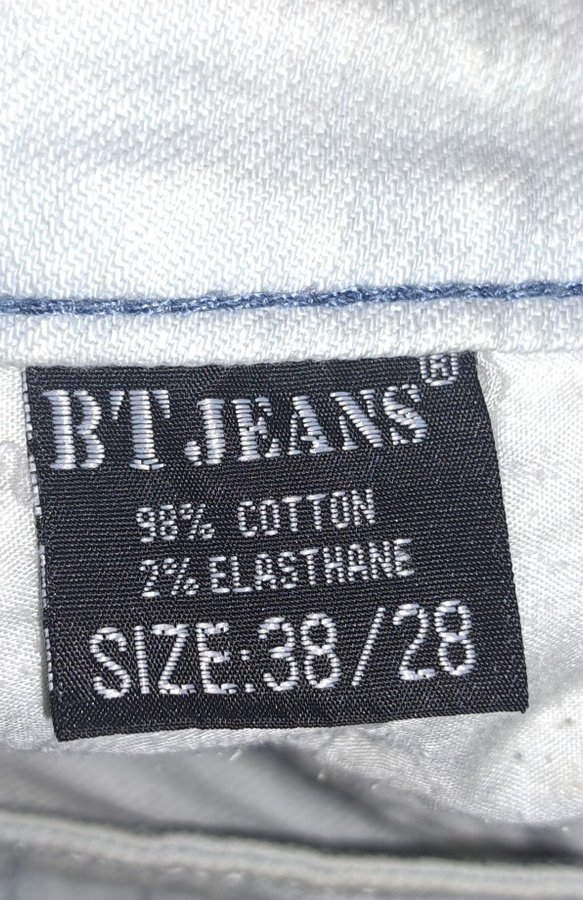 BT JEANS®
98% COTTON
2% ELASTHANE
SIZE:38/28